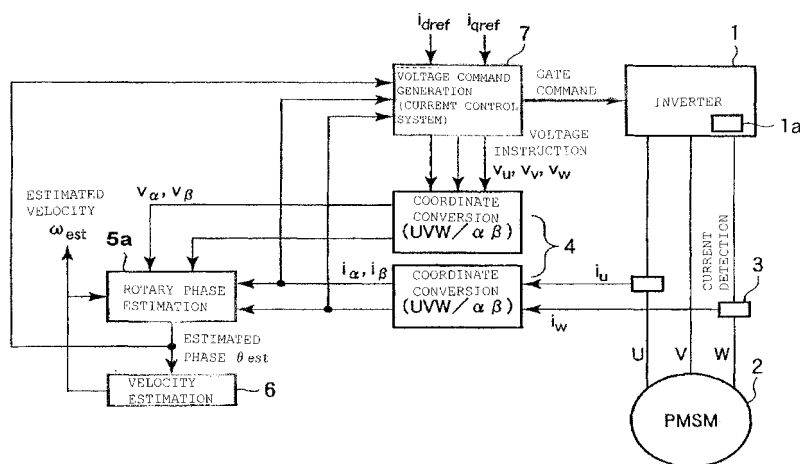 idref iqref
7
1
VOLTAGE COMMAND
GENERATION
(CURRENT CONTROL
SYSTEM)
GATE
COMMAND
INVERTER
1a
VOLTAGE
INSTRUCTION
vu, vv, vw
ESTIMATED
VELOCITY
ωest
vα, vβ
COORDINATE
CONVERSION
(UVW/αβ)
4
5a
ROTARY PHASE
ESTIMATION
iα, iβ
COORDINATE
CONVERSION
(UVW/αβ)
iu
iw
CURRENT
DETECTION
3
ESTIMATED
PHASE θest
VELOCITY
ESTIMATION
6
U V W
2
PMSM